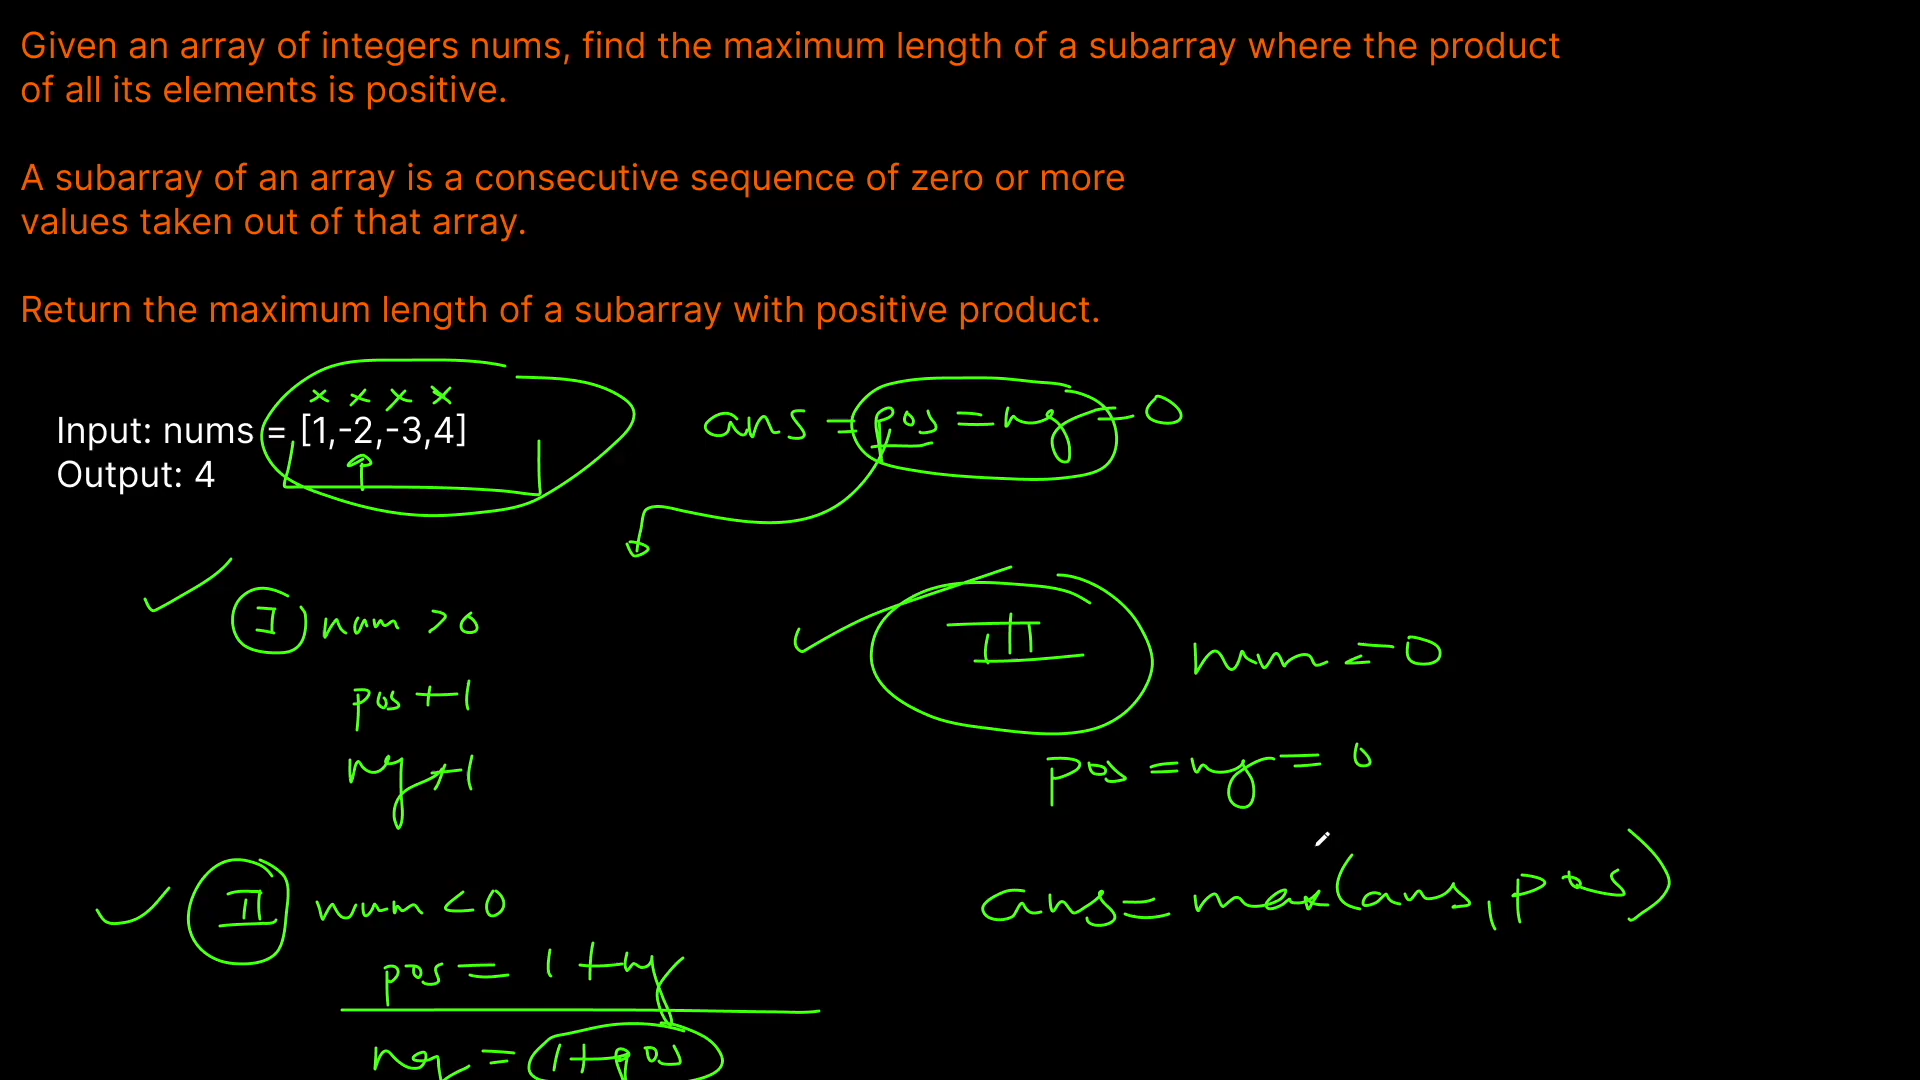 Given an array of integers nums, find the maximum length of a subarray where the product
of all its elements is positive.
A subarray of an array is a consecutive sequence of zero or more
values taken out of that array.
Return the maximum length of a subarray with positive product.
x x x x
Input: nums = [1,-2,-3,4]
Output: 4
ans = pos = neg = 0
I num > 0
pos + 1
neg + 1
II num < 0
pos = 1 + neg
neg = 1 + pos
III num = 0
pos = neg = 0
ans = max(ans, pos)